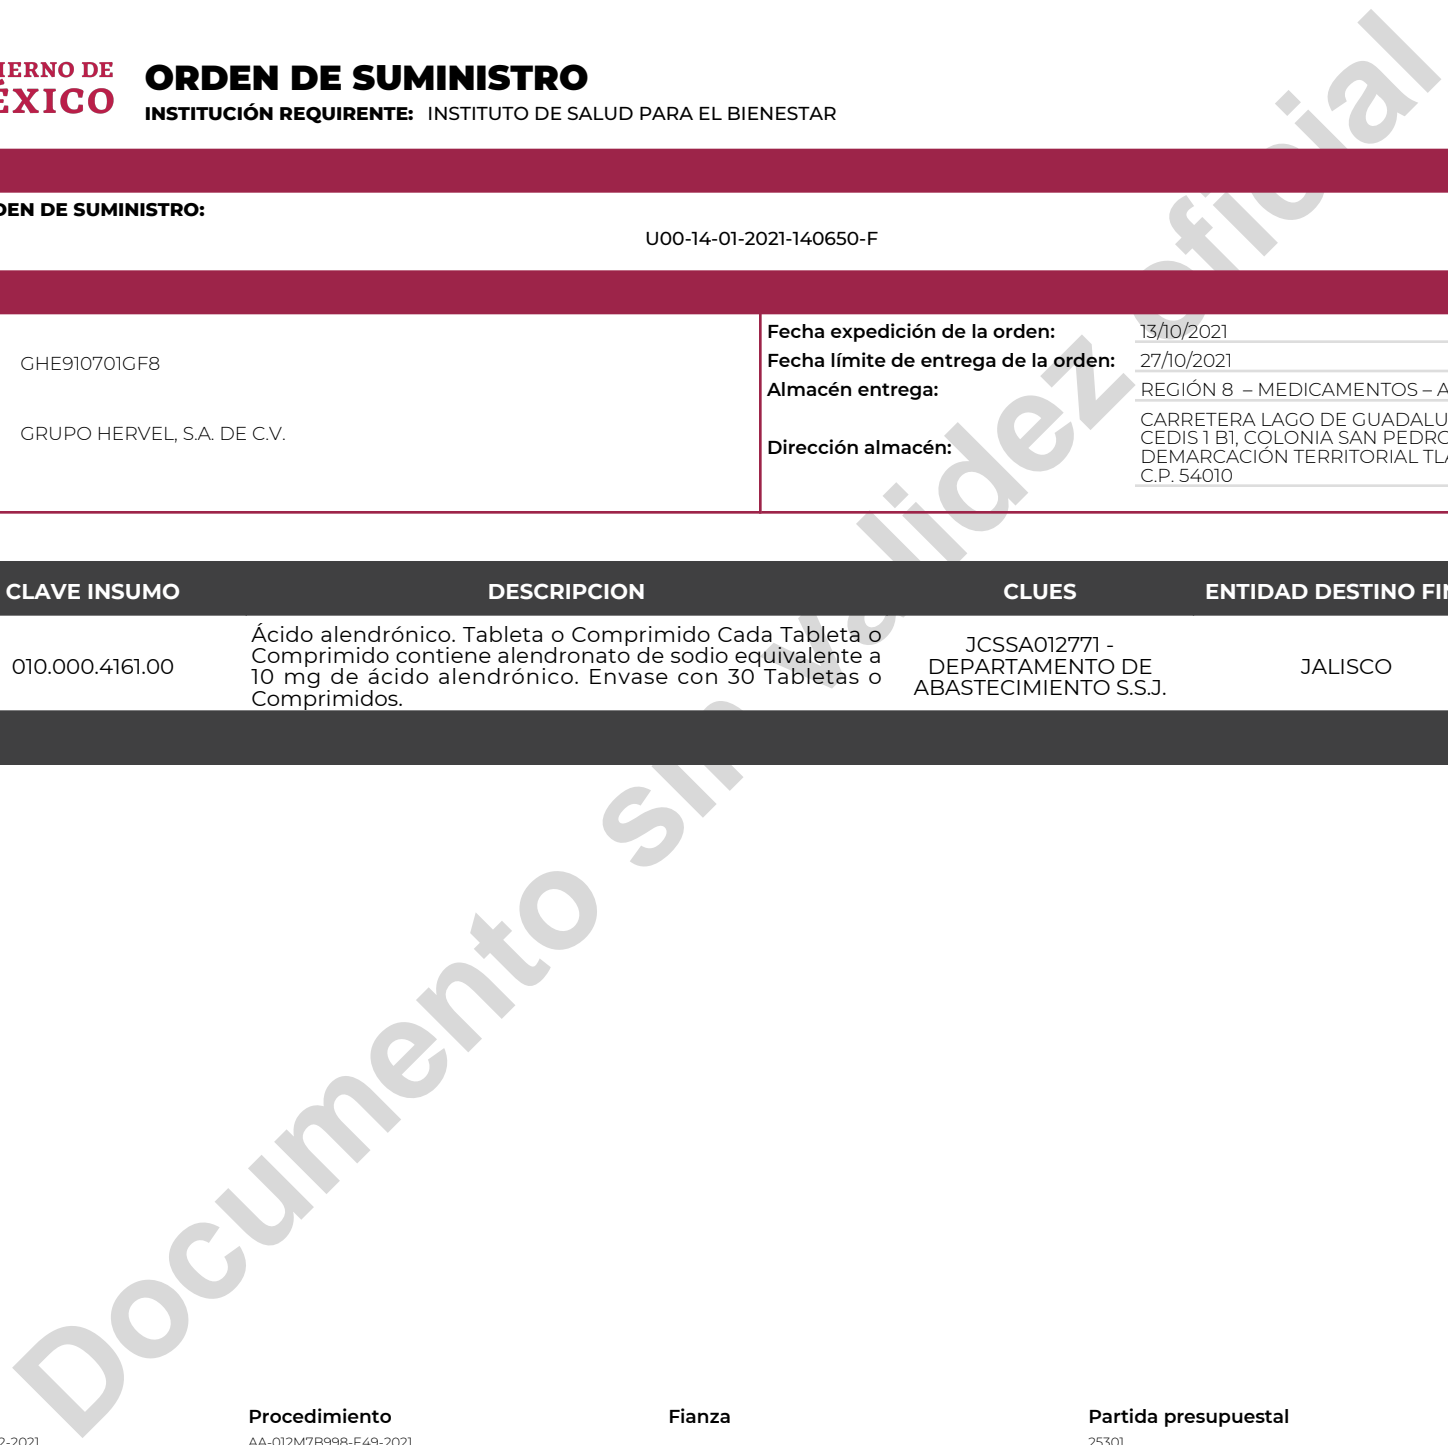 IERNO DE
ÉXICO
ORDEN DE SUMINISTRO
INSTITUCIÓN REQUIRENTE: INSTITUTO DE SALUD PARA EL BIENESTAR
DEN DE SUMINISTRO:
U00-14-01-2021-140650-F
GHE910701GF8
GRUPO HERVEL, S.A. DE C.V.
Fecha expedición de la orden: 13/10/2021
Fecha límite de entrega de la orden: 27/10/2021
Almacén entrega: REGIÓN 8 – MEDICAMENTOS – A
Dirección almacén:
CARRETERA LAGO DE GUADALU
CEDIS 1 B1, COLONIA SAN PEDRO
DEMARCACIÓN TERRITORIAL TLA
C.P. 54010
CLAVE INSUMO DESCRIPCION CLUES ENTIDAD DESTINO FIN
010.000.4161.00
Ácido alendrónico. Tableta o Comprimido Cada Tableta o
Comprimido contiene alendronato de sodio equivalente a
10 mg de ácido alendrónico. Envase con 30 Tabletas o
Comprimidos.
JCSSA012771 -
DEPARTAMENTO DE
ABASTECIMIENTO S.S.J.
JALISCO
Documento sin validez oficial
Procedimiento Fianza Partida presupuestal
2-2021 AA-012M7B998-E49-2021 25301